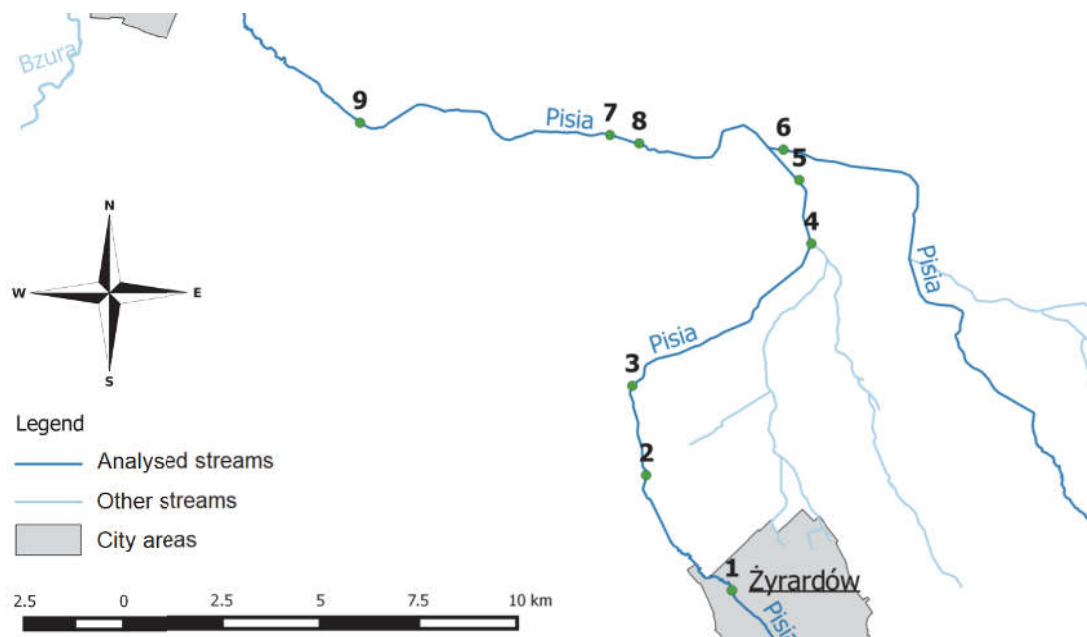 Bzura
9
Pisia
7
8
6
5
4
N
W
E
S
Pisia
Pisia
3
2
Legend
Analysed streams
Other streams
City areas
1
Żyrardów
Pisia
2.5 0 2.5 5 7.5 10 km